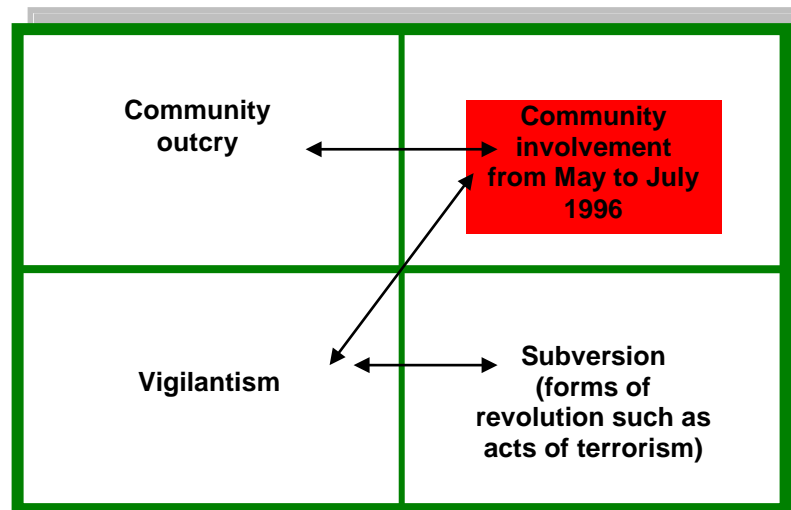 Community
outcry
Community
involvement
from May to July
1996
Vigilantism
Subversion
(forms of
revolution such as
acts of terrorism)